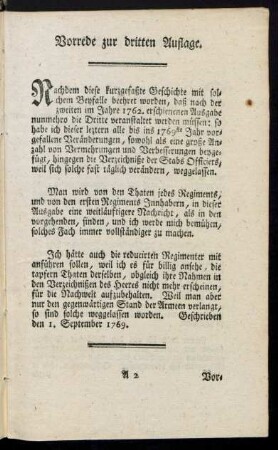 Vorrede zur dritten Auflage.
Nachdem diese kurzgefaßte Geschichte mit sol-
chem Beyfalle beehret worden, daß nach der
zweiten im Jahre 1762. erschienenen Ausgabe
nunmehro die Dritte veranstaltet werden müssen: so
habe ich dieser leztern alle bis ins 1769ste Jahr vor-
gefallene Veränderungen, sowohl als eine große An-
zahl von Vermehrungen und Verbesserungen beyge-
fügt, hingegen die Verzeichniße der Stabs Officiers,
weil sich solche fast täglich verändern, weggelassen.
Man wird von den Thaten jedes Regiments,
und von den ersten Regiments Innhabern, in dieser
Ausgabe eine weitläuftigere Nachricht, als in den
vorgehenden, finden, und ich werde mich bemühen,
solches Fach immer vollständiger zu machen.
Ich hätte auch die reducirten Regimenter mit
anführen sollen, weil ich es für billig ansehe, die
tapfern Thaten derselben, obgleich ihre Nahmen in
den Verzeichnißen des Heeres nicht mehr erscheinen,
für die Nachwelt aufzubehalten. Weil man aber
nur den gegenwärtigen Stand der Armeen verlangt,
so sind solche weggelassen worden. Geschrieben
den 1. September 1769.
A 2 Vor-